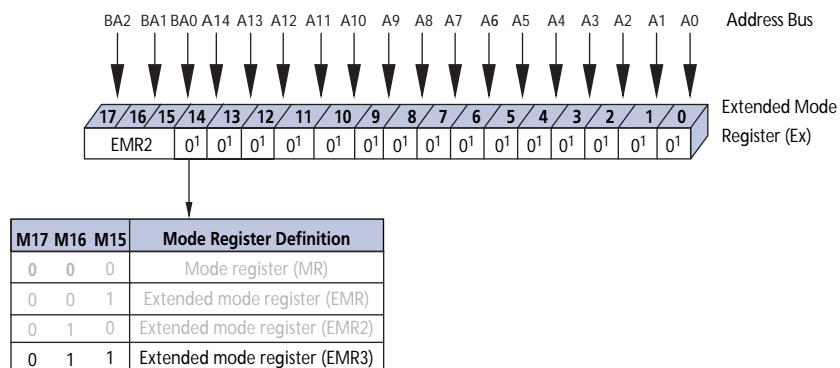 BA2 BA1 BA0 A14 A13 A12 A11 A10 A9 A8 A7 A6 A5 A4 A3 A2 A1 A0 Address Bus
17 16 15 14 13 12 11 10 9 8 7 6 5 4 3 2 1 0 Extended Mode
EMR2 0¹ 0¹ 0¹ 0¹ 0¹ 0¹ 0¹ 0¹ 0¹ 0¹ 0¹ 0¹ 0¹ 0¹ 0¹ Register (Ex)
M17 M16 M15 Mode Register Definition
0 0 0 Mode register (MR)
0 0 1 Extended mode register (EMR)
0 1 0 Extended mode register (EMR2)
0 1 1 Extended mode register (EMR3)